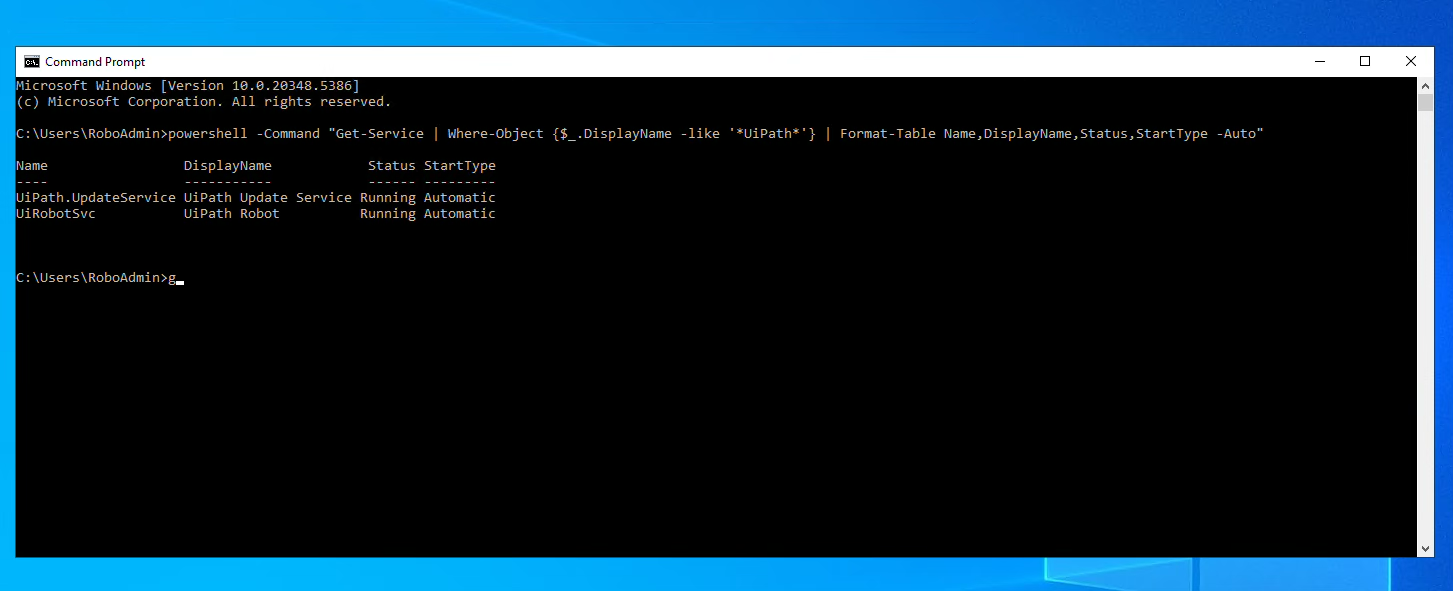 Command Prompt
Microsoft Windows [Version 10.0.20348.5386]
(c) Microsoft Corporation. All rights reserved.
C:\Users\RoboAdmin>powershell -Command "Get-Service | Where-Object {$_.DisplayName -like '*UiPath*'} | Format-Table Name,DisplayName,Status,StartType -Auto"
Name                 DisplayName            Status StartType
----                 -----------            ------ ---------
UiPath.UpdateService UiPath Update Service Running Automatic
UiRobotSvc           UiPath Robot          Running Automatic
C:\Users\RoboAdmin>g